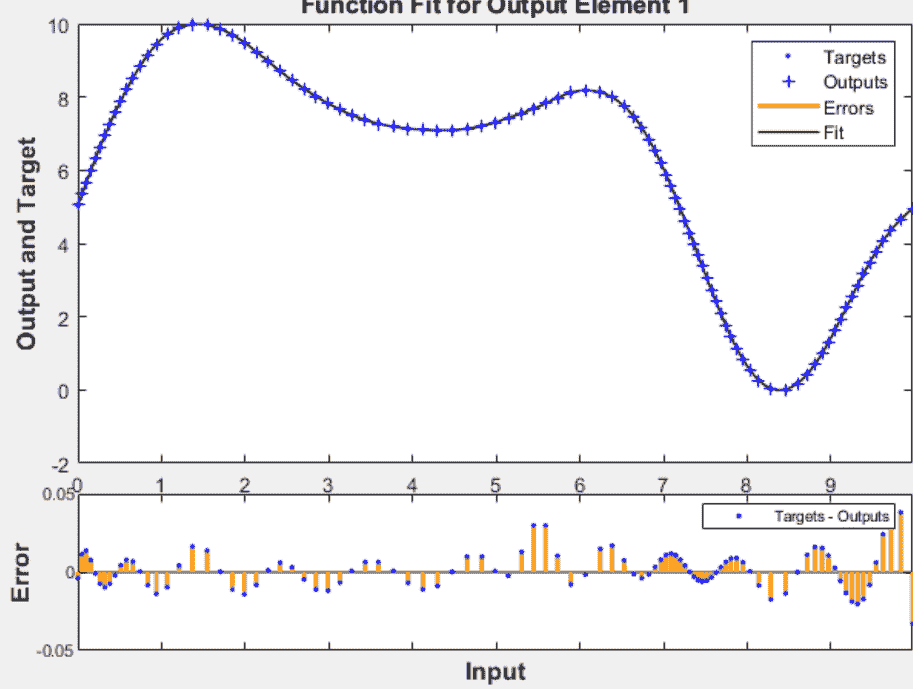 Function Fit for Output Element 1
10
8
6
4
2
0
-2
Output and Target
Targets
Outputs
Errors
Fit
0 1 2 3 4 5 6 7 8 9
0.05
0
-0.05
Error
Targets - Outputs
Input